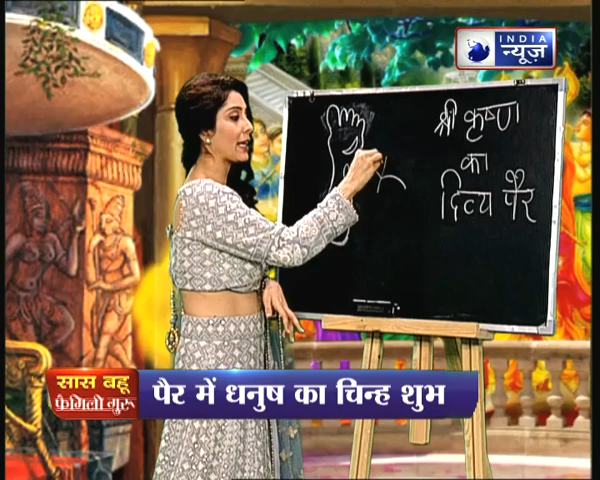 INDIA
न्यूज़
श्री कृष्ण
का
दिव्य पैर
सास बहू
फैमिली गुरु
पैर में धनुष का चिन्ह शुभ